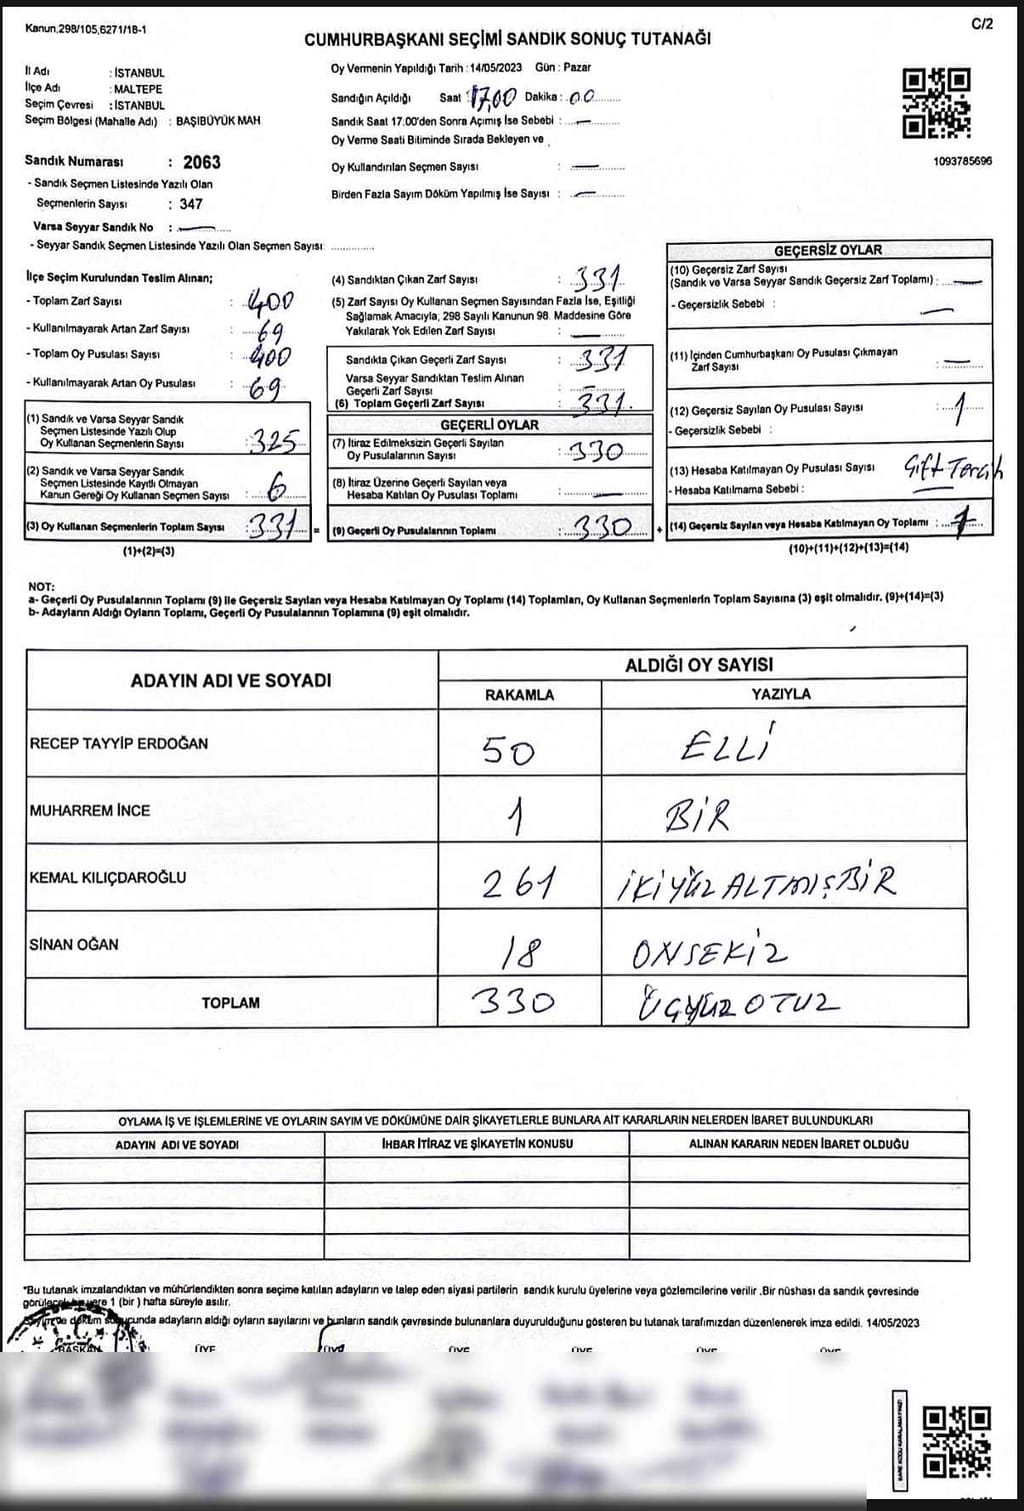 Kanun,298/105,6271/18-1
C/2
CUMHURBAŞKANI SEÇİMİ SANDIK SONUÇ TUTANAĞI
İl Adı : İSTANBUL
İlçe Adı : MALTEPE
Seçim Çevresi : İSTANBUL
Seçim Bölgesi (Mahalle Adı) : BAŞIBÜYÜK MAH
Sandık Numarası : 2063
- Sandık Seçmen Listesinde Yazılı Olan
Seçmenlerin Sayısı : 347
Varsa Seyyar Sandık No :
- Seyyar Sandık Seçmen Listesinde Yazılı Olan Seçmen Sayısı:
Oy Vermenin Yapıldığı Tarih : 14/05/2023 Gün : Pazar
Sandığın Açıldığı Saat 17,00 Dakika : 00
Sandık Saat 17:00'den Sonra Açımış İse Sebebi : —
Oy Verme Saati Bitiminde Sırada Bekleyen ve
Oy Kullandırılan Seçmen Sayısı : —
Birden Fazla Sayım Döküm Yapılmış İse Sayısı : —
1093785696
İlçe Seçim Kurulundan Teslim Alınan;
- Toplam Zarf Sayısı : 400
- Kullanılmayarak Artan Zarf Sayısı : 69
- Toplam Oy Pusulası Sayısı : 400
- Kullanılmayarak Artan Oy Pusulası : 69
(1) Sandık ve Varsa Seyyar Sandık
Seçmen Listesinde Yazılı Olup
Oy Kullanan Seçmenlerin Sayısı : 325
(2) Sandık ve Varsa Seyyar Sandık
Seçmen Listesinde Kayıtlı Olmayan
Kanun Gereği Oy Kullanan Seçmen Sayısı : 6
(3) Oy Kullanan Seçmenlerin Toplam Sayısı : 331 =
(1)+(2)=(3)
(4) Sandıktan Çıkan Zarf Sayısı : 331
(5) Zarf Sayısı Oy Kullanan Seçmen Sayısından Fazla İse, Eşitliği
Sağlamak Amacıyla; 298 Sayılı Kanunun 98. Maddesine Göre
Yakılarak Yok Edilen Zarf Sayısı : —
Sandıkta Çıkan Geçerli Zarf Sayısı : 331
Varsa Seyyar Sandıktan Teslim Alınan
Geçerli Zarf Sayısı : —
(6) Toplam Geçerli Zarf Sayısı : 331
GEÇERLİ OYLAR
(7) İtiraz Edilmeksizin Geçerli Sayılan
Oy Pusulalarının Sayısı : 330
(8) İtiraz Üzerine Geçerli Sayılan veya
Hesaba Katılan Oy Pusulası Toplamı : —
(9) Geçerli Oy Pusulalarının Toplamı : 330 +
GEÇERSİZ OYLAR
(10) Geçersiz Zarf Sayısı
(Sandık ve Varsa Seyyar Sandık Geçersiz Zarf Toplamı) : —
- Geçersizlik Sebebi : —
(11) İçinden Cumhurbaşkanı Oy Pusulası Çıkmayan
Zarf Sayısı : —
(12) Geçersiz Sayılan Oy Pusulası Sayısı : 1
- Geçersizlik Sebebi :
(13) Hesaba Katılmayan Oy Pusulası Sayısı Çift Tercih
- Hesaba Katılmama Sebebi : —
(14) Geçersiz Sayılan veya Hesaba Katılmayan Oy Toplamı : 1
(10)+(11)+(12)+(13)=(14)
NOT:
a- Geçerli Oy Pusulalarının Toplamı (9) ile Geçersiz Sayılan veya Hesaba Katılmayan Oy Toplamı (14) Toplamları, Oy Kullanan Seçmenlerin Toplam Sayısına (3) eşit olmalıdır. (9)+(14)=(3)
b- Adayların Aldığı Oyların Toplamı, Geçerli Oy Pusulalarının Toplamına (9) eşit olmalıdır.
ADAYIN ADI VE SOYADI ALDIĞI OY SAYISI
RAKAMLA YAZIYLA
RECEP TAYYİP ERDOĞAN 50 ELLİ
MUHARREM İNCE 1 BİR
KEMAL KILIÇDAROĞLU 261 İKİYÜZ ALTMIŞBİR
SİNAN OĞAN 18 ONSEKİZ
TOPLAM 330 ÜÇYÜZ OTUZ
OYLAMA İŞ VE İŞLEMLERİNE VE OYLARIN SAYIM VE DÖKÜMÜNE DAİR ŞİKAYETLERLE BUNLARA AİT KARARLARIN NELERDEN İBARET BULUNDUKLARI
ADAYIN ADI VE SOYADI İHBAR İTİRAZ VE ŞİKAYETİN KONUSU ALINAN KARARIN NEDEN İBARET OLDUĞU
*Bu tutanak imzalandıktan ve mühürlendikten sonra seçime katılan adayların ve talep eden siyasi partilerin sandık kurulu üyelerine veya gözlemcilerine verilir .Bir nüshası da sandık çevresinde
görülecek bir yere 1 (bir ) hafta süreyle asılır.
döküm sonucunda adayların aldığı oyların sayılarını ve bunların sandık çevresinde bulunanlara duyurulduğunu gösteren bu tutanak tarafımızdan düzenlenerek imza edildi. 14/05/2023
BAŞKAN ÜYE ÜYE ÜYE ÜYE ÜYE ÜYE